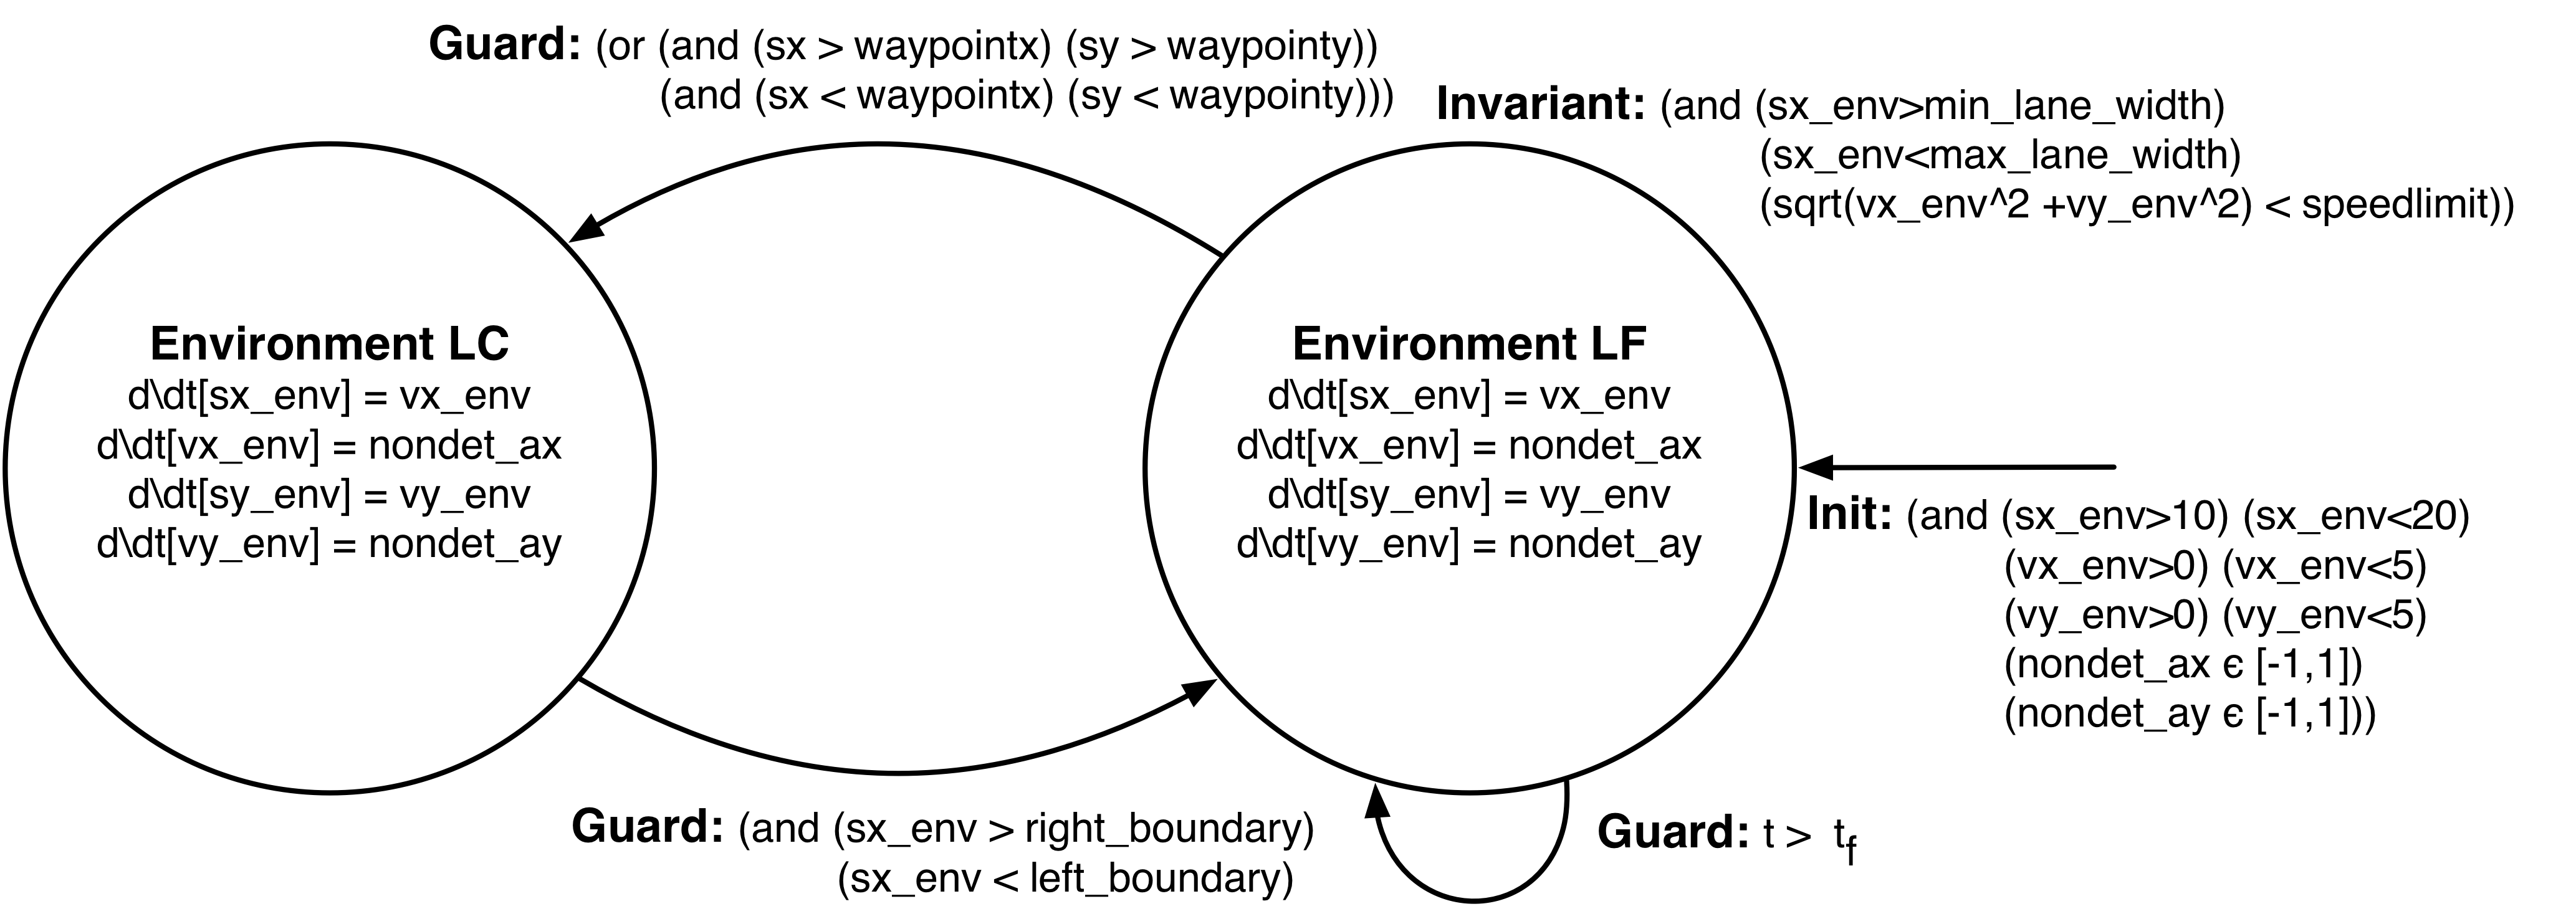 Guard: (or (and (sx > waypointx) (sy > waypointy))
(and (sx < waypointx) (sy < waypointy)))
Invariant: (and (sx_env>min_lane_width)
(sx_env<max_lane_width)
(sqrt(vx_env^2 +vy_env^2) < speedlimit))
Environment LC
d\dt[sx_env] = vx_env
d\dt[vx_env] = nondet_ax
d\dt[sy_env] = vy_env
d\dt[vy_env] = nondet_ay
Environment LF
d\dt[sx_env] = vx_env
d\dt[vx_env] = nondet_ax
d\dt[sy_env] = vy_env
d\dt[vy_env] = nondet_ay
Init: (and (sx_env>10) (sx_env<20)
(vx_env>0) (vx_env<5)
(vy_env>0) (vy_env<5)
(nondet_ax є [-1,1])
(nondet_ay є [-1,1]))
Guard: (and (sx_env > right_boundary)
(sx_env < left_boundary)
Guard: t > t_f